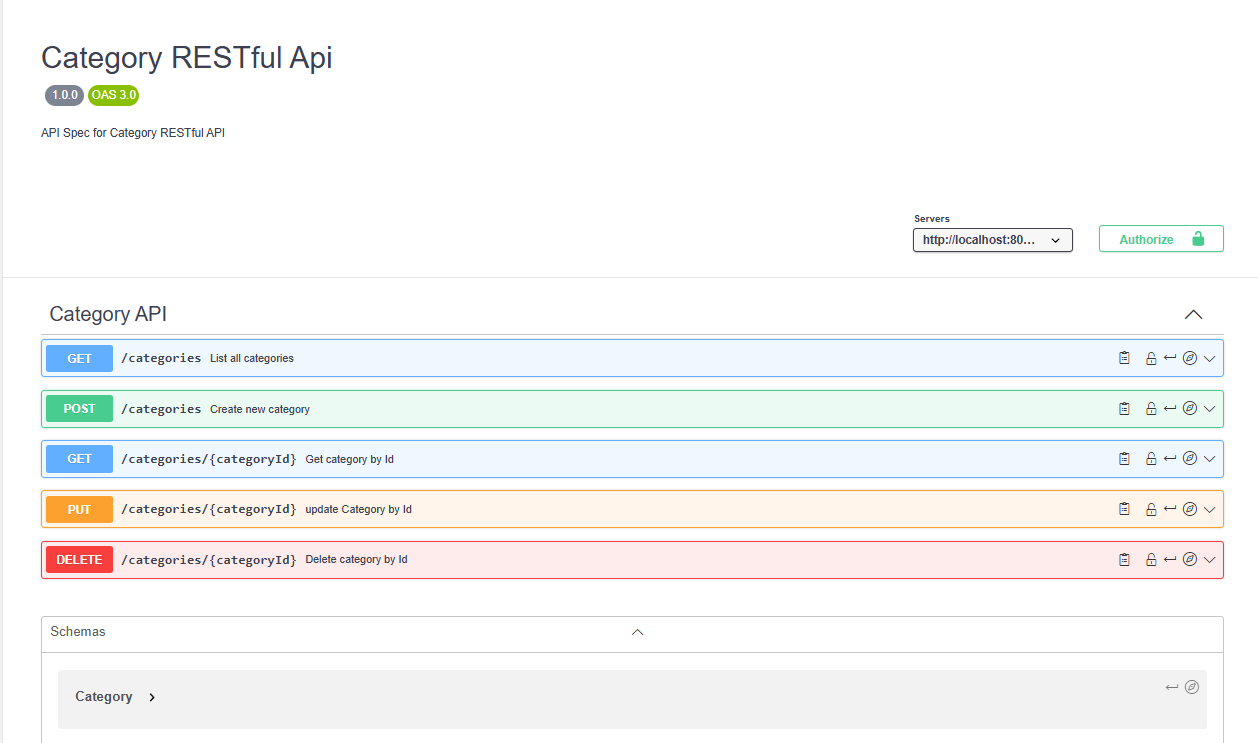 Category RESTful Api
1.0.0 OAS 3.0
API Spec for Category RESTful API
Servers
http://localhost:80...
Authorize
Category API
GET /categories List all categories
POST /categories Create new category
GET /categories/{categoryId} Get category by Id
PUT /categories/{categoryId} update Category by Id
DELETE /categories/{categoryId} Delete category by Id
Schemas
Category